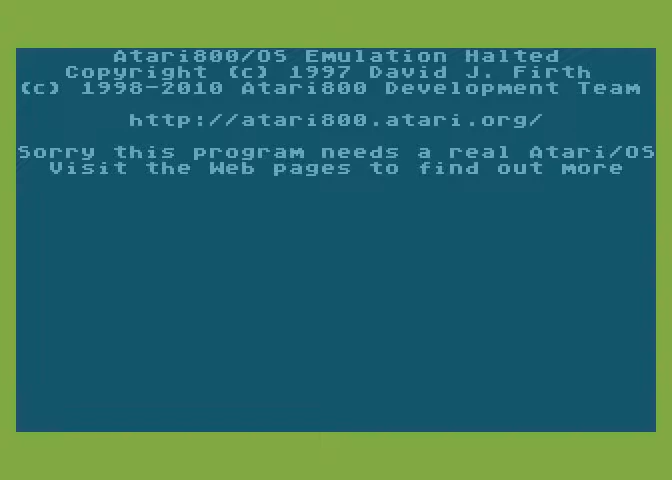 Atari800/OS Emulation Halted
Copyright (c) 1997 David J. Firth
(c) 1998-2010 Atari800 Development Team
http://atari800.atari.org/
Sorry this program needs a real Atari/OS
Visit the Web pages to find out more